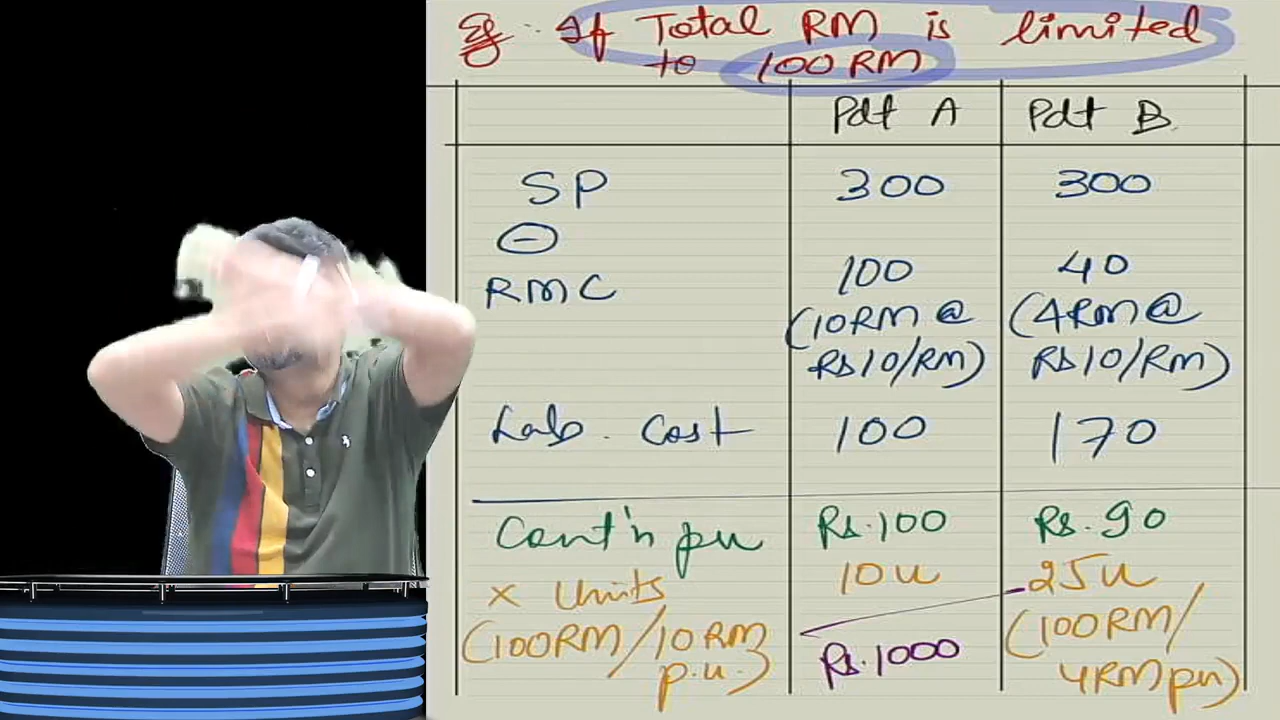 Eg. If Total RM is limited
to 100 RM
Pdt A Pdt B
SP 300 300
(-)
RMC 100 40
(10RM @ (4RM @
Rs10/RM) Rs10/RM)
Lab. Cost 100 170
Cont'n pu Rs.100 Rs.90
x Units 10u 25u
(100RM/10RM (100RM/
p.u.) Rs.1000 4RM pu)